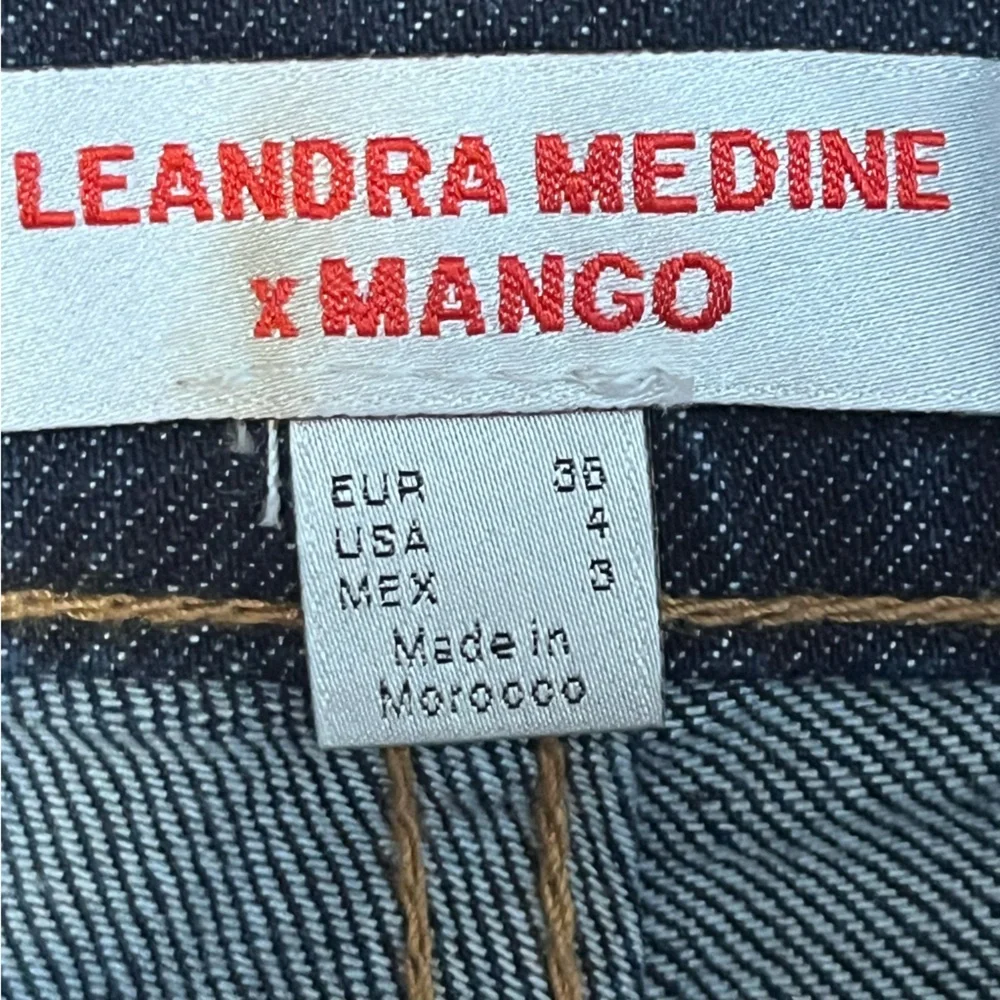 LEANDRA MEDINE
x MANGO
EUR 36
USA 4
MEX 3
Made in
Morocco